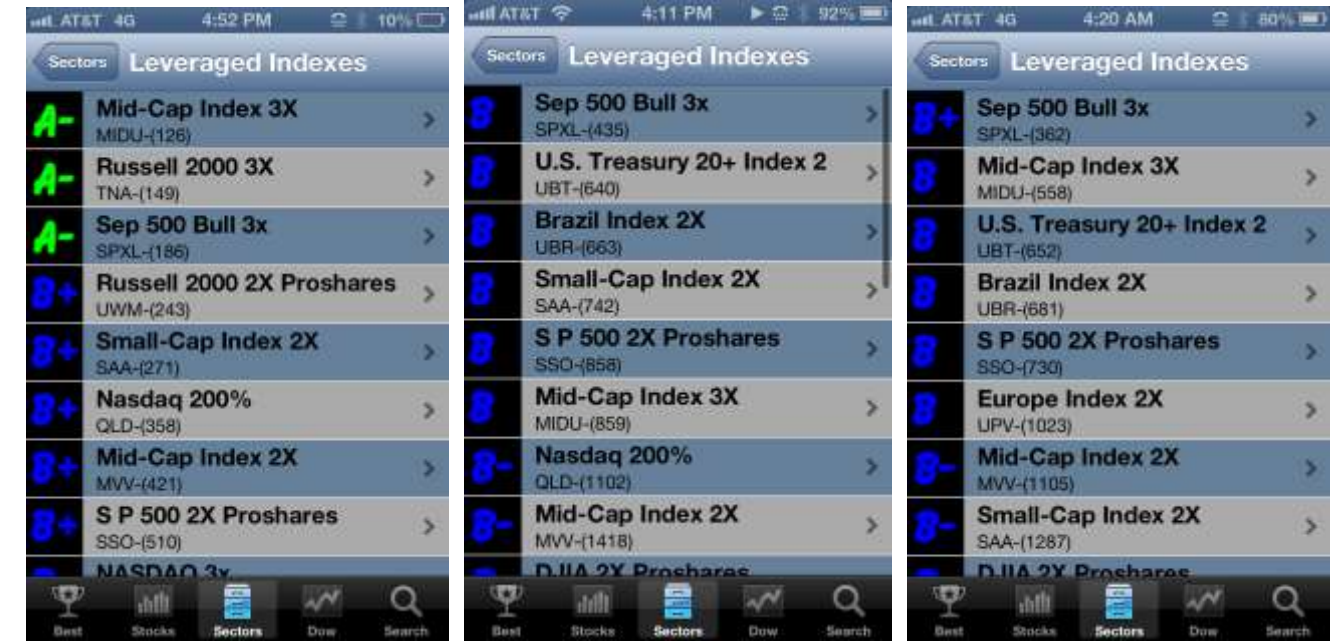 AT&T 4G 4:52 PM 10%
Sectors Leveraged Indexes
A- Mid-Cap Index 3X
MIDU-(126)
A- Russell 2000 3X
TNA-(149)
A- Sep 500 Bull 3x
SPXL-(186)
B+ Russell 2000 2X Proshares
UWM-(243)
B+ Small-Cap Index 2X
SAA-(271)
B+ Nasdaq 200%
QLD-(358)
B+ Mid-Cap Index 2X
MVV-(421)
B+ S P 500 2X Proshares
SSO-(510)
NASDAQ 3x
Best Stocks Sectors Dow Search
AT&T 4:11 PM 92%
Sectors Leveraged Indexes
B Sep 500 Bull 3x
SPXL-(435)
B U.S. Treasury 20+ Index 2
UBT-(640)
B Brazil Index 2X
UBR-(663)
B Small-Cap Index 2X
SAA-(742)
B S P 500 2X Proshares
SSO-(858)
B Mid-Cap Index 3X
MIDU-(859)
B- Nasdaq 200%
QLD-(1102)
B- Mid-Cap Index 2X
MVV-(1418)
DJIA 2X Proshares
Best Stocks Sectors Dow Search
AT&T 4G 4:20 AM 80%
Sectors Leveraged Indexes
B+ Sep 500 Bull 3x
SPXL-(362)
B Mid-Cap Index 3X
MIDU-(558)
B U.S. Treasury 20+ Index 2
UBT-(652)
B Brazil Index 2X
UBR-(681)
B S P 500 2X Proshares
SSO-(730)
B Europe Index 2X
UPV-(1023)
B- Mid-Cap Index 2X
MVV-(1105)
B- Small-Cap Index 2X
SAA-(1287)
DJIA 2X Proshares
Best Stocks Sectors Dow Search